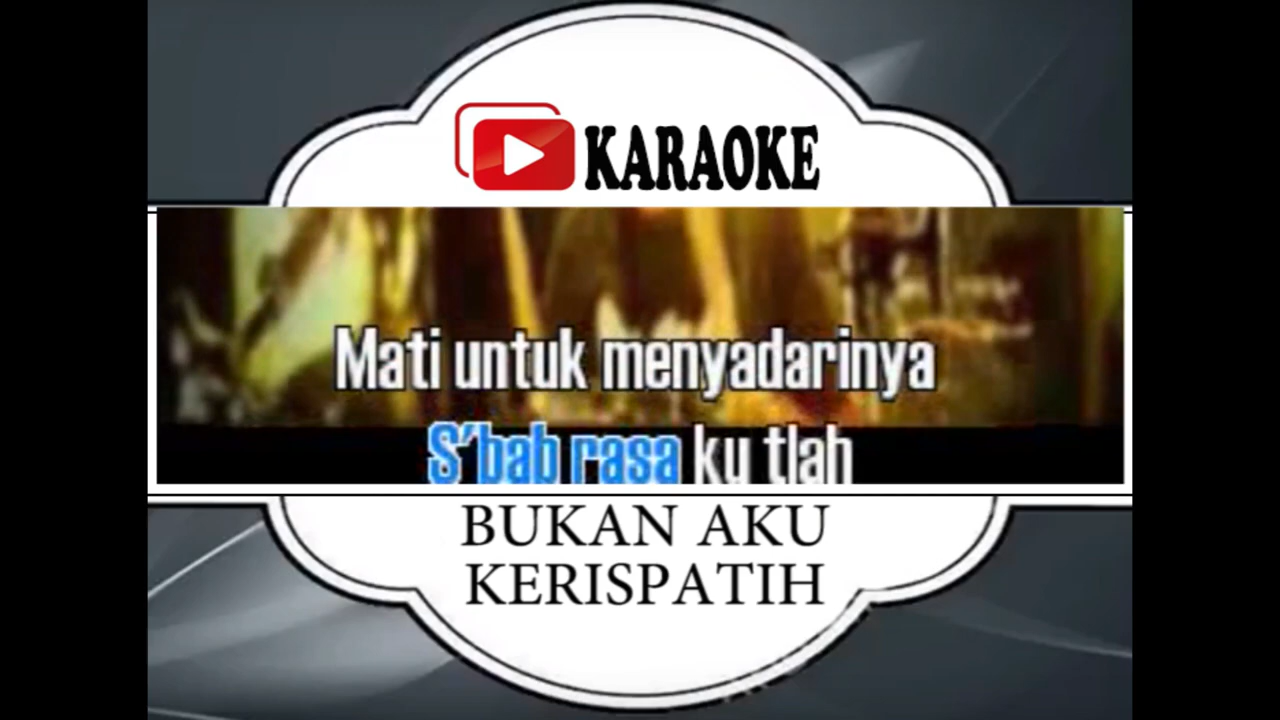 KARAOKE
Mati untuk menyadarinya
S'bab rasa ku tlah
BUKAN AKU
KERISPATIH